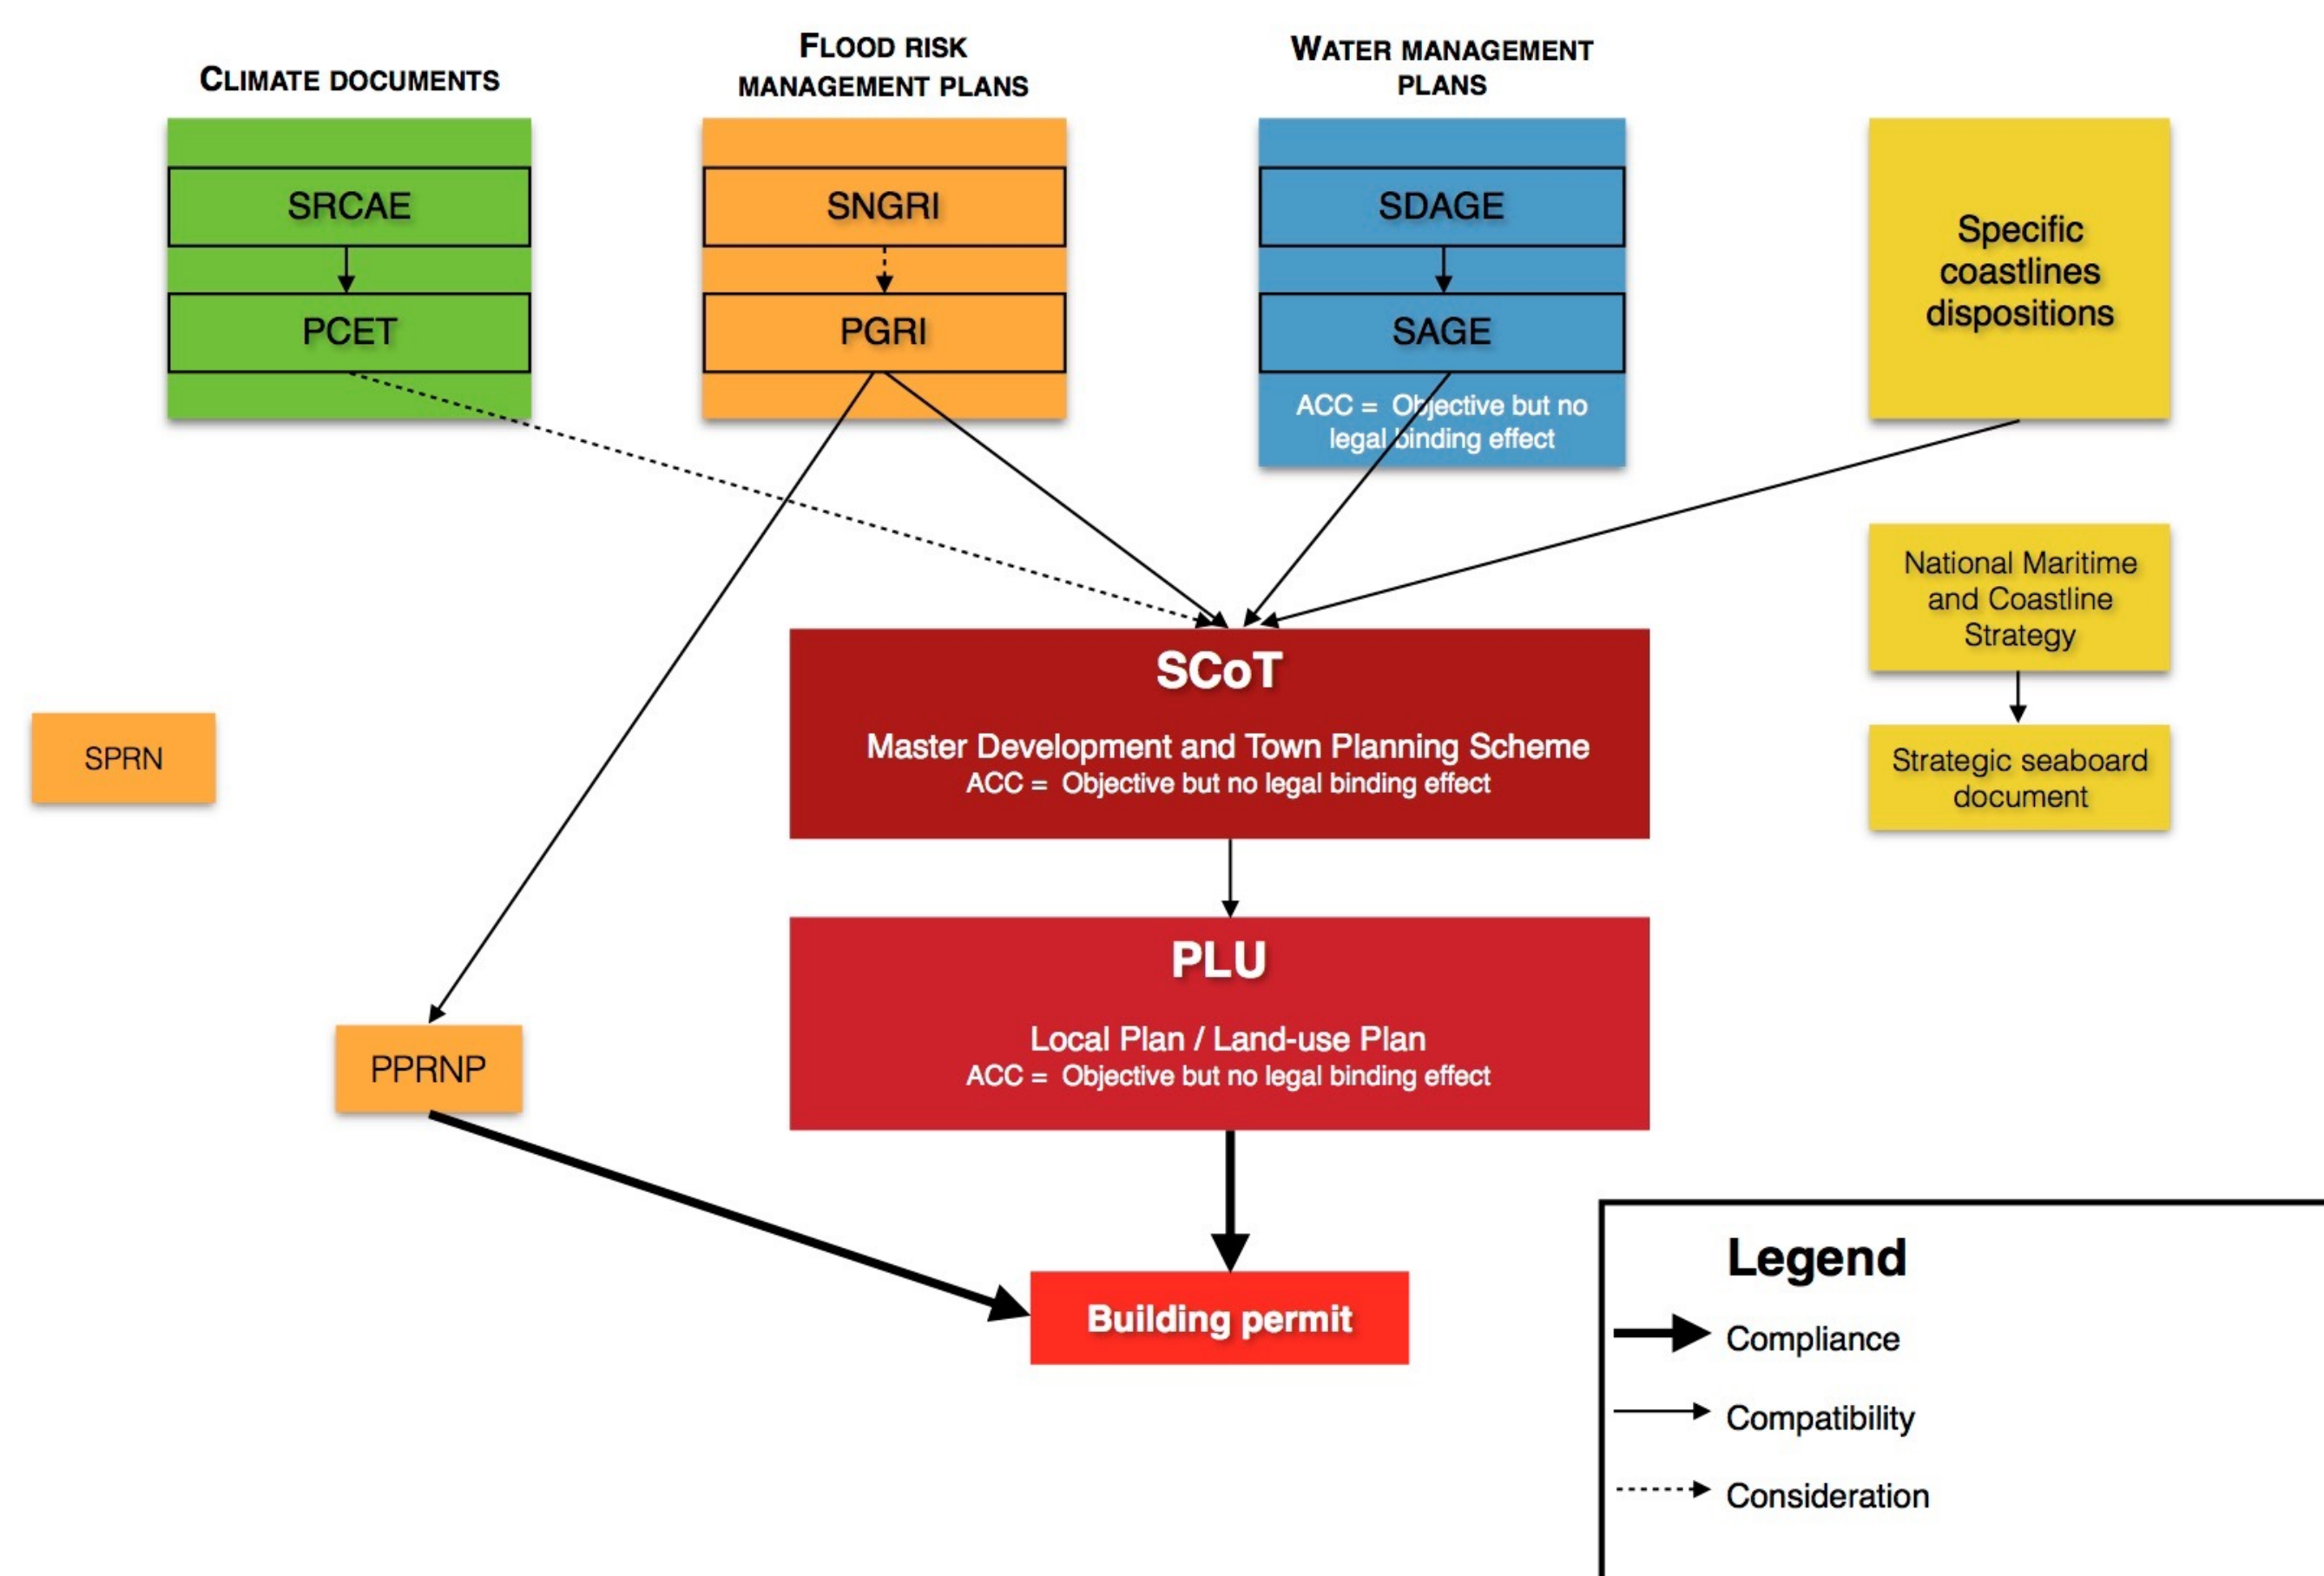 CLIMATE DOCUMENTS
FLOOD RISK
MANAGEMENT PLANS
WATER MANAGEMENT
PLANS
SRCAE
PCET
SNGRI
PGRI
SDAGE
SAGE
ACC = Objective but no
legal binding effect
Specific
coastlines
dispositions
National Maritime
and Coastline
Strategy
Strategic seaboard
document
SPRN
SCoT
Master Development and Town Planning Scheme
ACC = Objective but no legal binding effect
PLU
Local Plan / Land-use Plan
ACC = Objective but no legal binding effect
PPRNP
Building permit
Legend
Compliance
Compatibility
Consideration